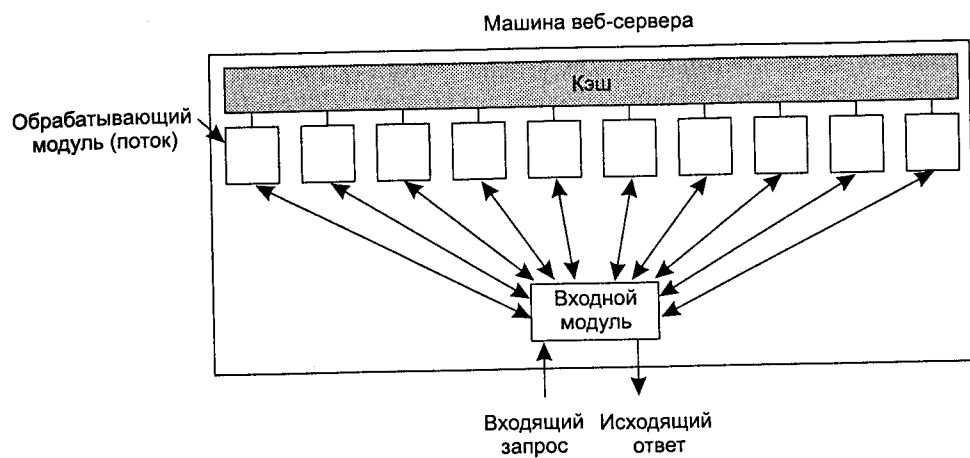 Машина веб-сервера
Кэш
Обрабатывающий
модуль (поток)
Входной
модуль
Входящий
запрос
Исходящий
ответ